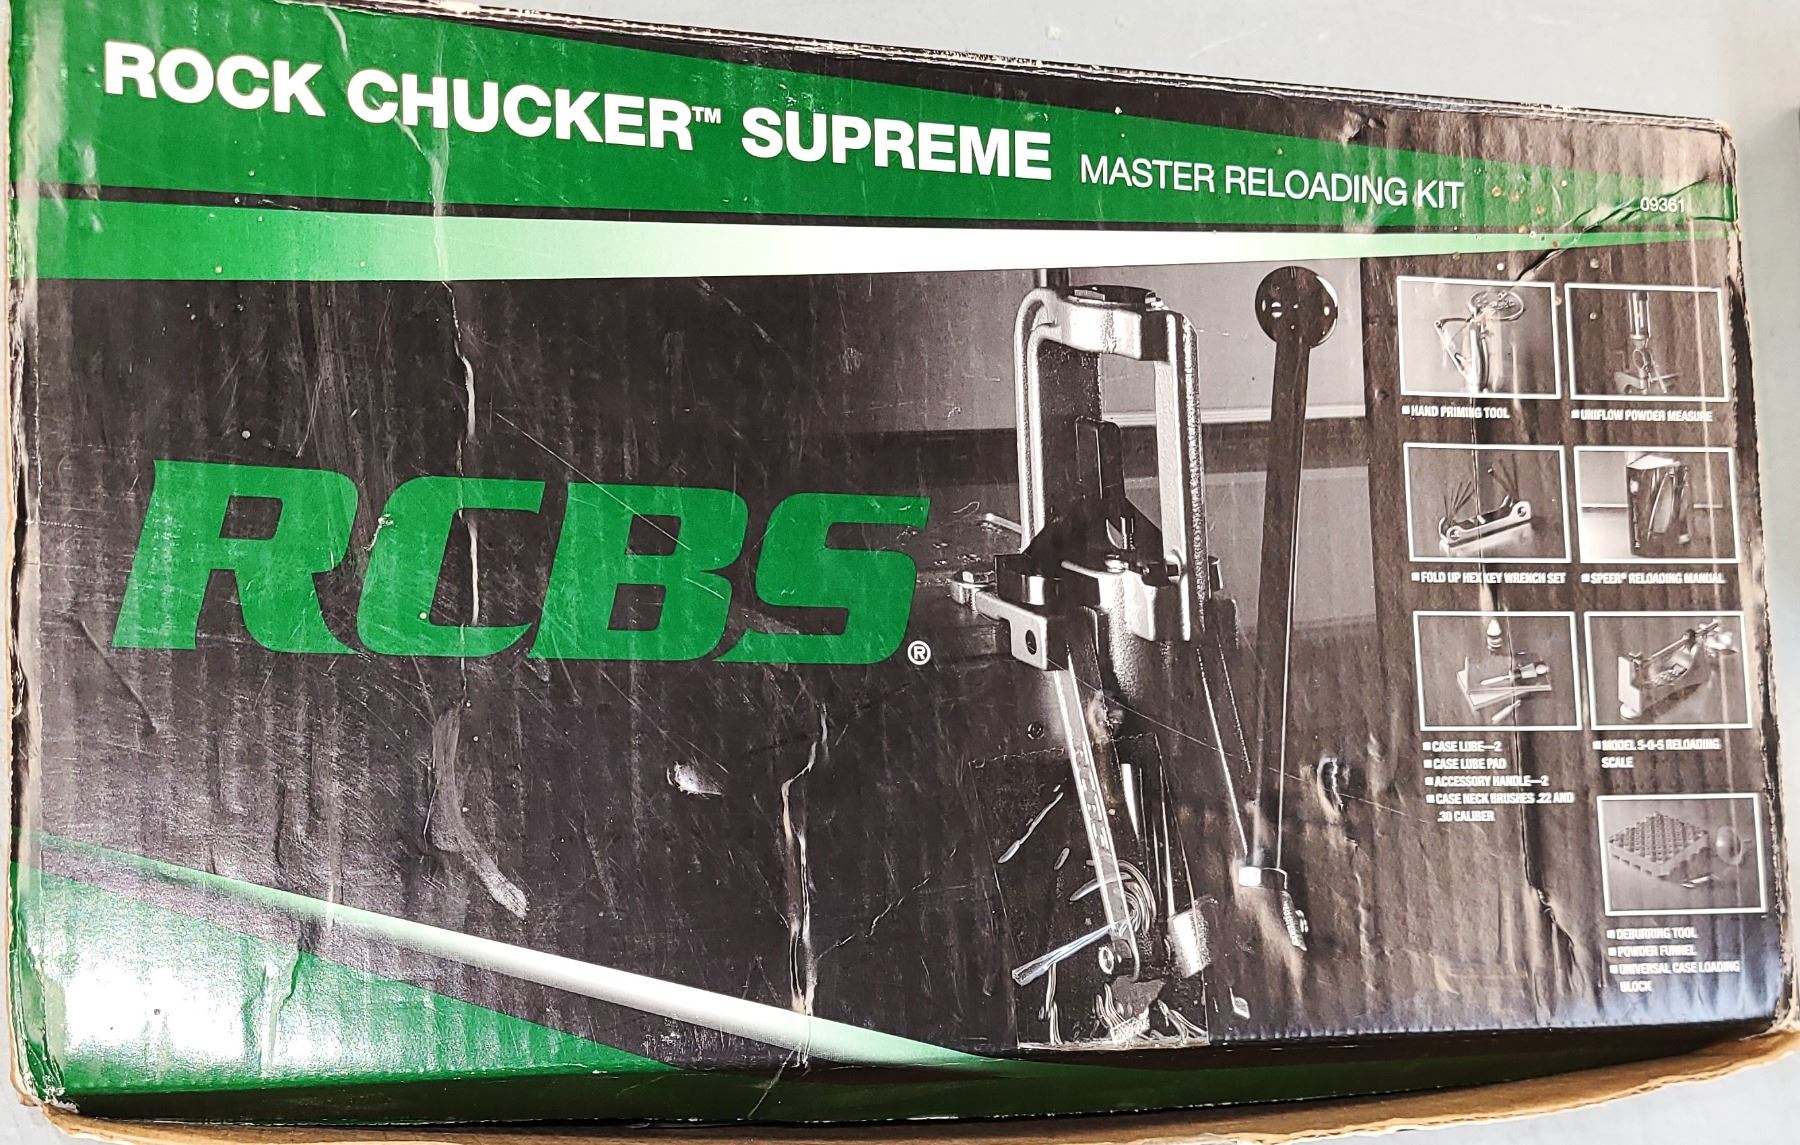 ROCK CHUCKER™ SUPREME MASTER RELOADING KIT
09361
RCBS®
■ HAND PRIMING TOOL
■ UNIFLOW POWDER MEASURE
■ FOLD UP HEX KEY WRENCH SET
■ SPEER® RELOADING MANUAL
■ CASE LUBE—2
■ CASE LUBE PAD
■ ACCESSORY HANDLE—2
■ CASE NECK BRUSHES .22 AND
.30 CALIBER
■ MODEL 5-0-5 RELOADING
SCALE
■ DEBURRING TOOL
■ POWDER FUNNEL
■ UNIVERSAL CASE LOADING
BLOCK
RCBS